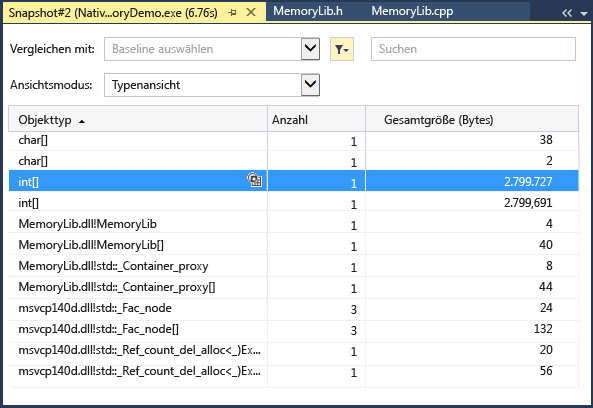 Snapshot#2 (Nativ...oryDemo.exe (6.76s) MemoryLib.h MemoryLib.cpp
Vergleichen mit: Baseline auswählen Suchen
Ansichtsmodus: Typenansicht
Objekttyp Anzahl Gesamtgröße (Bytes)
char[] 1 38
char[] 1 2
int[] 1 2.799.727
int[] 1 2.799,691
MemoryLib.dll!MemoryLib 1 4
MemoryLib.dll!MemoryLib[] 1 40
MemoryLib.dll!std::_Container_proxy 1 8
MemoryLib.dll!std::_Container_proxy[] 1 44
msvcp140d.dll!std::_Fac_node 3 24
msvcp140d.dll!std::_Fac_node[] 3 132
msvcp140d.dll!std::_Ref_count_del_alloc<_)Ex... 1 20
msvcp140d.dll!std::_Ref_count_del_alloc<_)Ex... 1 56